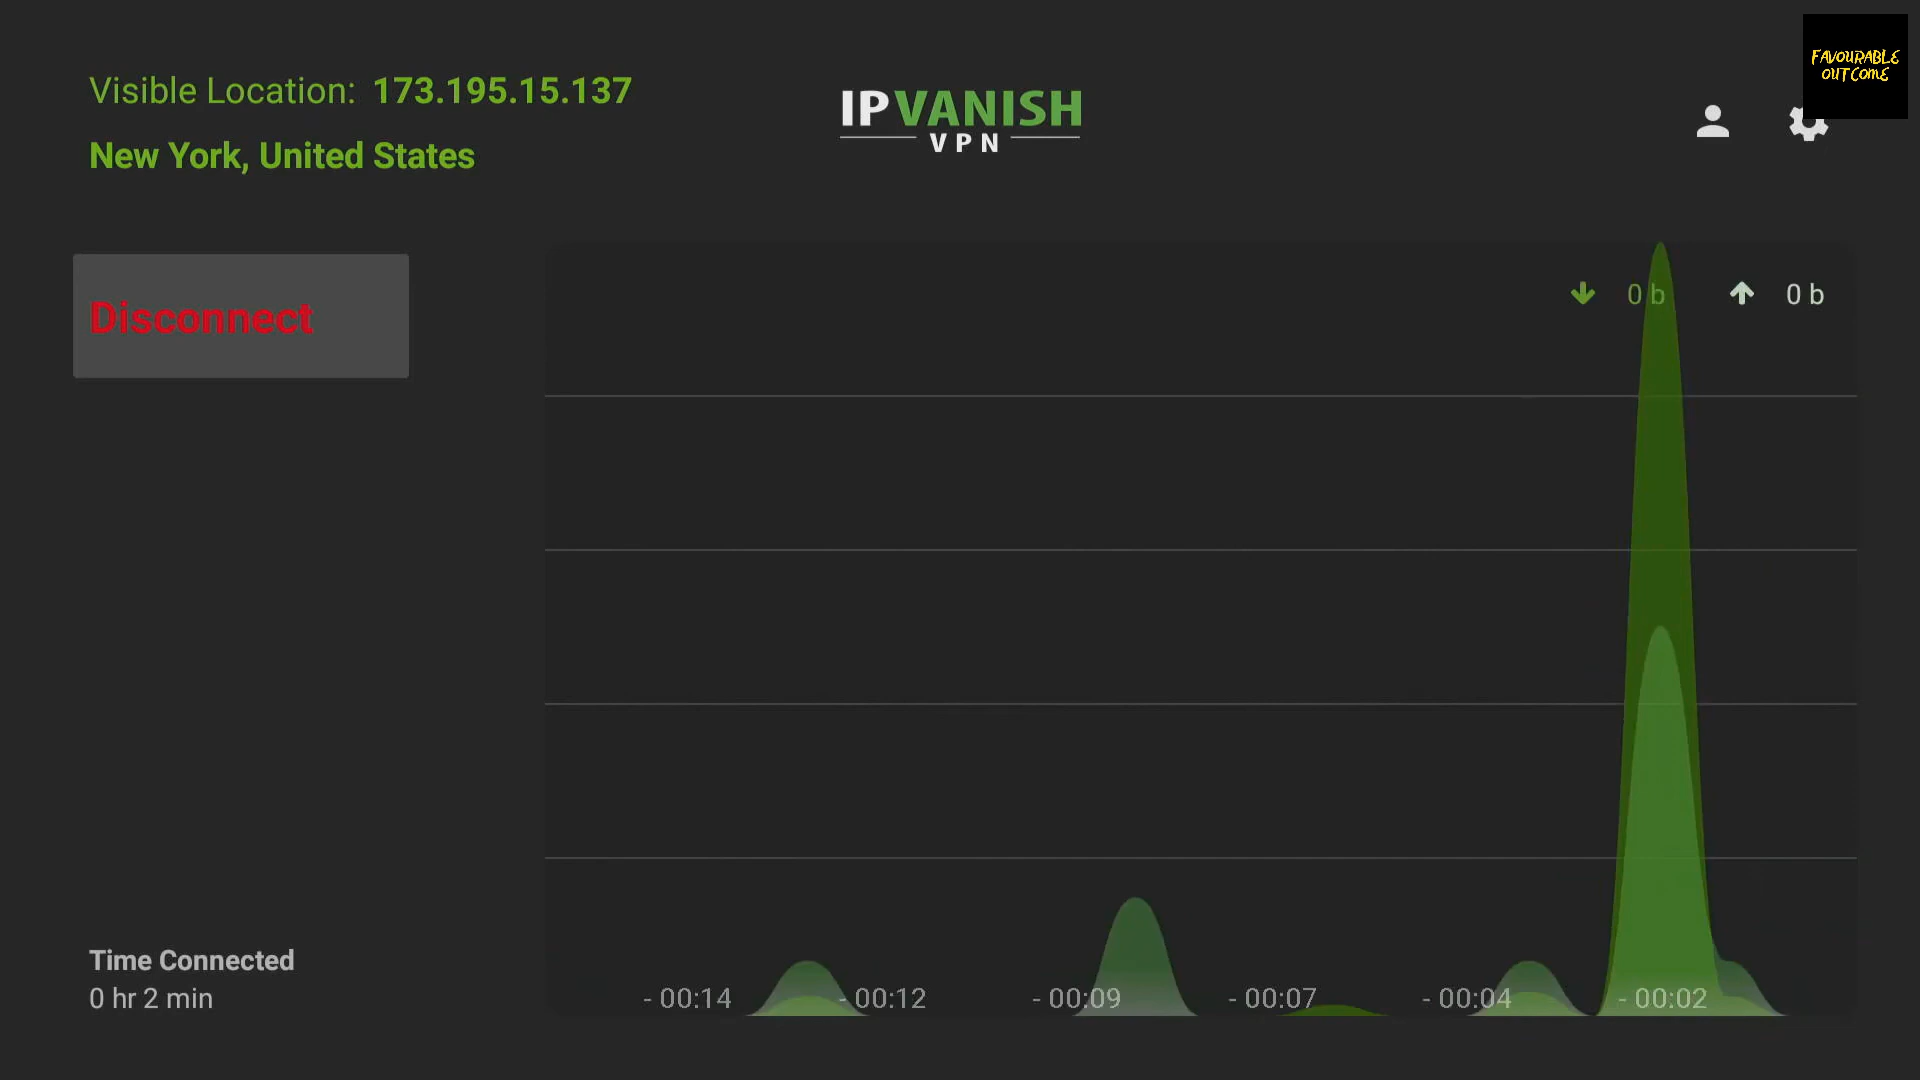 Visible Location: 173.195.15.137
New York, United States
IPVANISH
VPN
FAVOURABLE
OUTCOME
Disconnect
0 b
0 b
Time Connected
0 hr 2 min
- 00:14
- 00:12
- 00:09
- 00:07
- 00:04
- 00:02